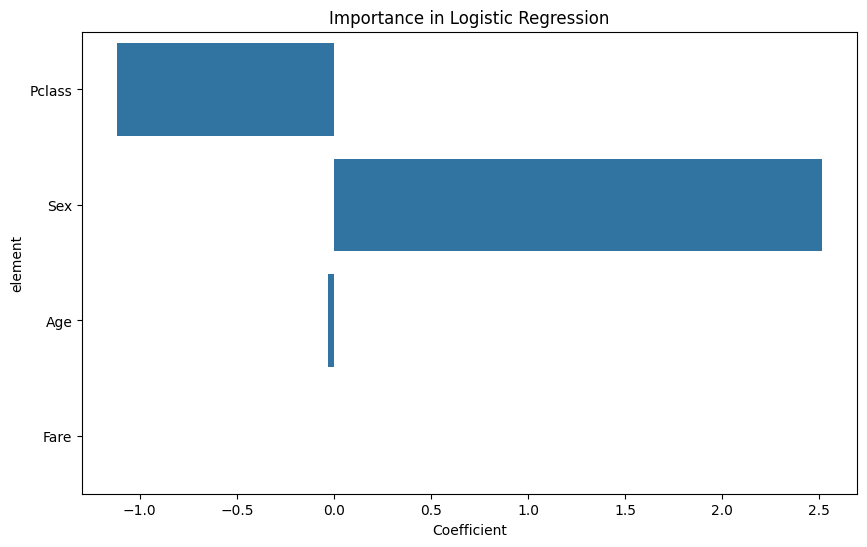 Importance in Logistic Regression
Pclass
Sex
Age
Fare
element
−1.0 −0.5 0.0 0.5 1.0 1.5 2.0 2.5
Coefficient